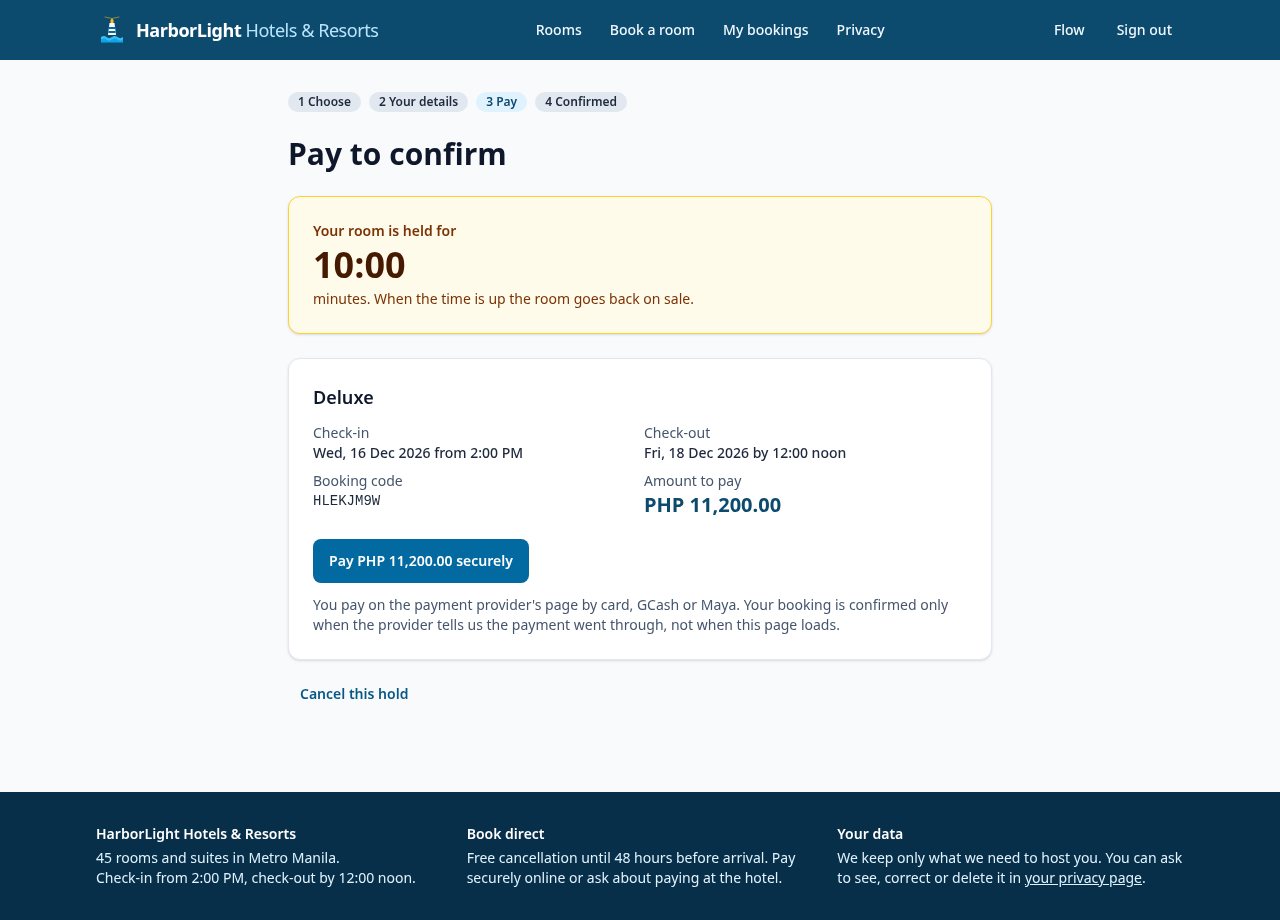 HarborLight Hotels & Resorts
Rooms
Book a room
My bookings
Privacy
Flow
Sign out
1 Choose
2 Your details
3 Pay
4 Confirmed
Pay to confirm
Your room is held for
10:00
minutes. When the time is up the room goes back on sale.
Deluxe
Check-in
Wed, 16 Dec 2026 from 2:00 PM
Check-out
Fri, 18 Dec 2026 by 12:00 noon
Booking code
HLEKJM9W
Amount to pay
PHP 11,200.00
Pay PHP 11,200.00 securely
You pay on the payment provider's page by card, GCash or Maya. Your booking is confirmed only
when the provider tells us the payment went through, not when this page loads.
Cancel this hold
HarborLight Hotels & Resorts
45 rooms and suites in Metro Manila.
Check-in from 2:00 PM, check-out by 12:00 noon.
Book direct
Free cancellation until 48 hours before arrival. Pay
securely online or ask about paying at the hotel.
Your data
We keep only what we need to host you. You can ask
to see, correct or delete it in your privacy page.